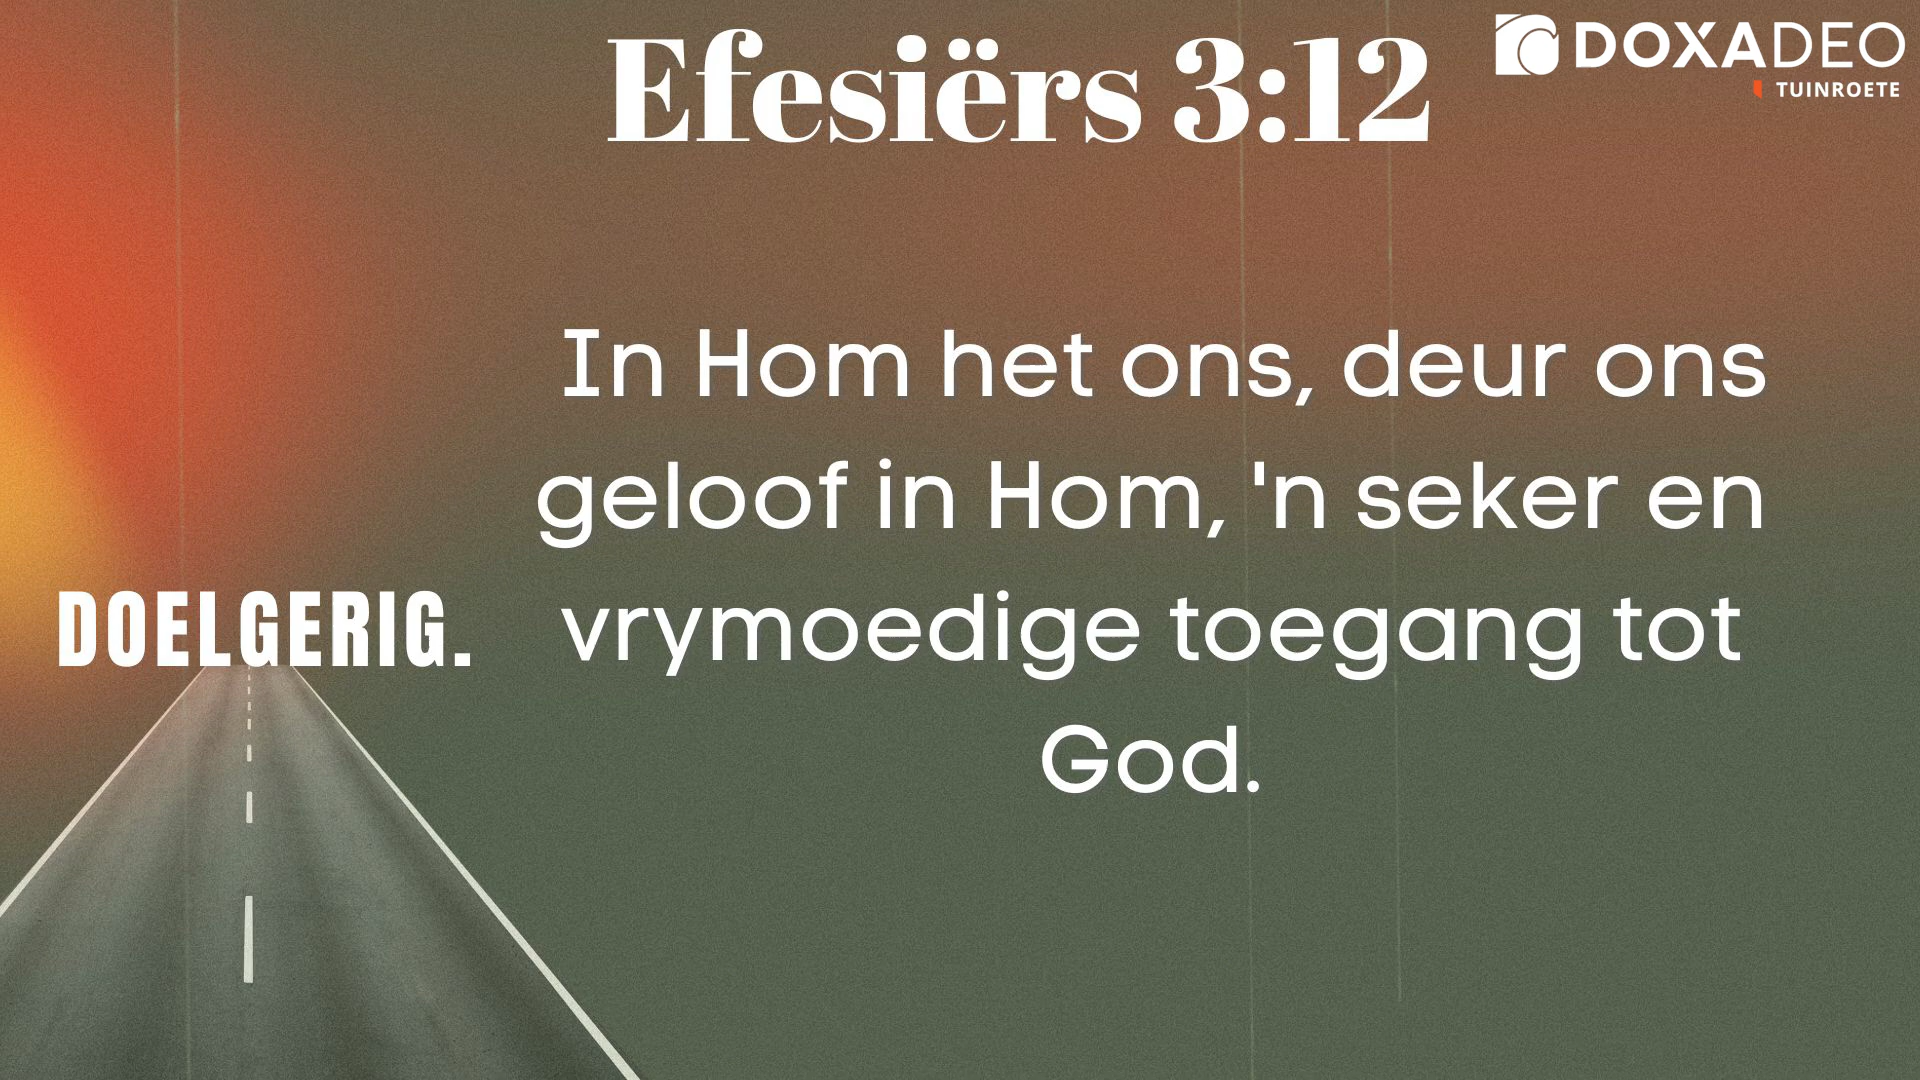 Efesiërs 3:12
DOXADEO
TUINROETE
In Hom het ons, deur ons
geloof in Hom, 'n seker en
vrymoedige toegang tot
God.
DOELGERIG.